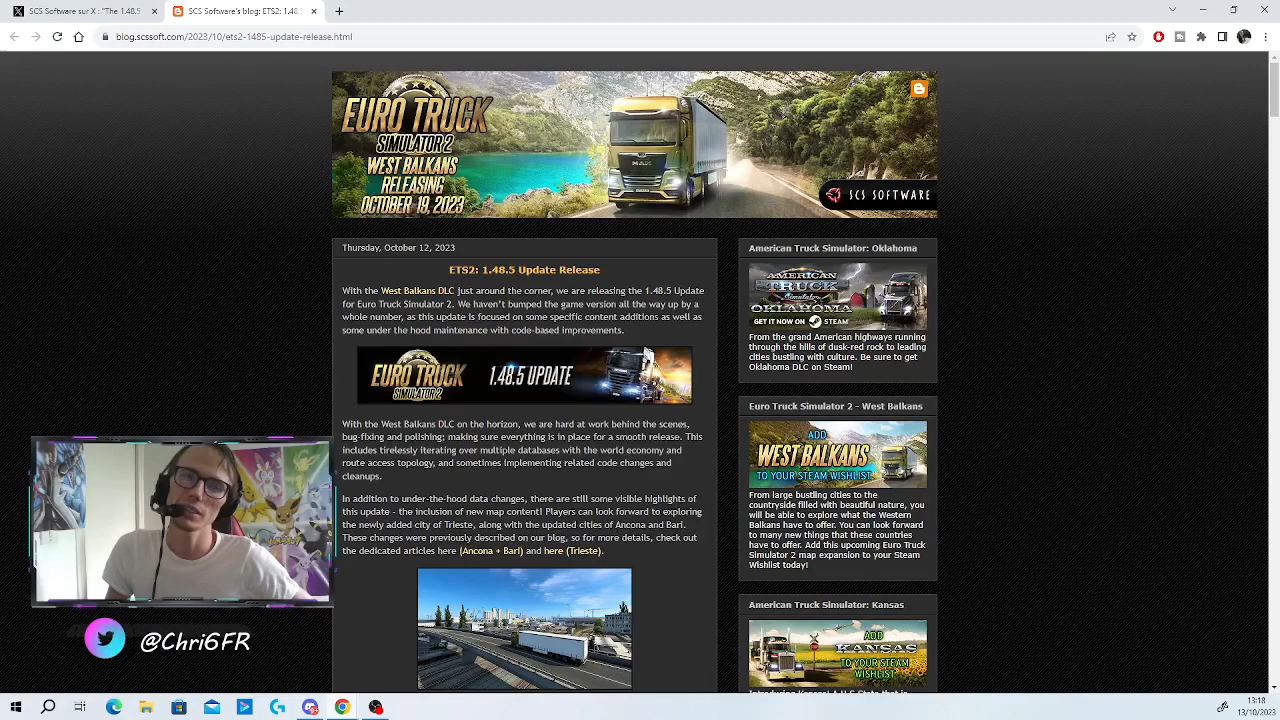 SCS Software sur X : "The 1.48.5
SCS Software's blog: ETS2: 1.48.
blog.scssoft.com/2023/10/ets2-1485-update-release.html
EURO TRUCK
SIMULATOR 2
WEST BALKANS
RELEASING
OCTOBER 19, 2023
MAN
SCS SOFTWARE
Thursday, October 12, 2023
ETS2: 1.48.5 Update Release
With the West Balkans DLC just around the corner, we are releasing the 1.48.5 Update
for Euro Truck Simulator 2. We haven't bumped the game version all the way up by a
whole number, as this update is focused on some specific content additions as well as
some under the hood maintenance with code-based improvements.
EURO TRUCK
SIMULATOR 2
1.48.5 UPDATE
With the West Balkans DLC on the horizon, we are hard at work behind the scenes,
bug-fixing and polishing; making sure everything is in place for a smooth release. This
includes tirelessly iterating over multiple databases with the world economy and
route access topology, and sometimes implementing related code changes and
cleanups.
In addition to under-the-hood data changes, there are still some visible highlights of
this update - the inclusion of new map content! Players can look forward to exploring
the newly added city of Trieste, along with the updated cities of Ancona and Bari.
These changes were previously described on our blog, so for more details, check out
the dedicated articles here (Ancona + Bari) and here (Trieste).
American Truck Simulator: Oklahoma
AMERICAN
TRUCK
Simulator
OKLAHOMA
GET IT NOW ON STEAM
From the grand American highways running
through the hills of dusk-red rock to leading
cities bustling with culture. Be sure to get
Oklahoma DLC on Steam!
Euro Truck Simulator 2 - West Balkans
ADD
WEST BALKANS
TO YOUR STEAM WISHLIST
From large bustling cities to the
countryside filled with beautiful nature, you
will be able to explore what the Western
Balkans have to offer. You can look forward
to many new things that these countries
have to offer. Add this upcoming Euro Truck
Simulator 2 map expansion to your Steam
Wishlist today!
American Truck Simulator: Kansas
ADD
KANSAS
TO YOUR STEAM
WISHLIST
@Chri6FR
13:18
13/10/2023